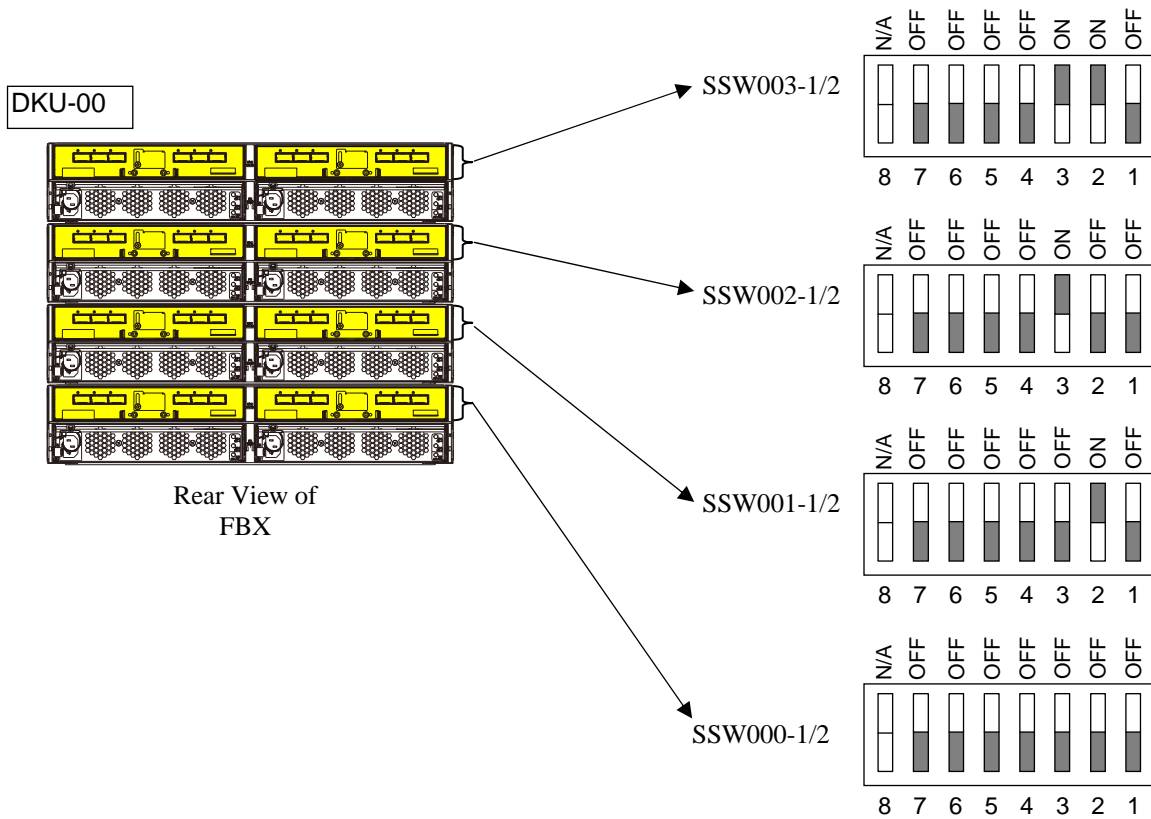 DKU-00
Rear View of
FBX
SSW003-1/2
N/A OFF OFF OFF OFF ON ON OFF
8 7 6 5 4 3 2 1
SSW002-1/2
N/A OFF OFF OFF OFF ON OFF OFF
8 7 6 5 4 3 2 1
SSW001-1/2
N/A OFF OFF OFF OFF OFF ON OFF
8 7 6 5 4 3 2 1
SSW000-1/2
N/A OFF OFF OFF OFF OFF OFF OFF
8 7 6 5 4 3 2 1